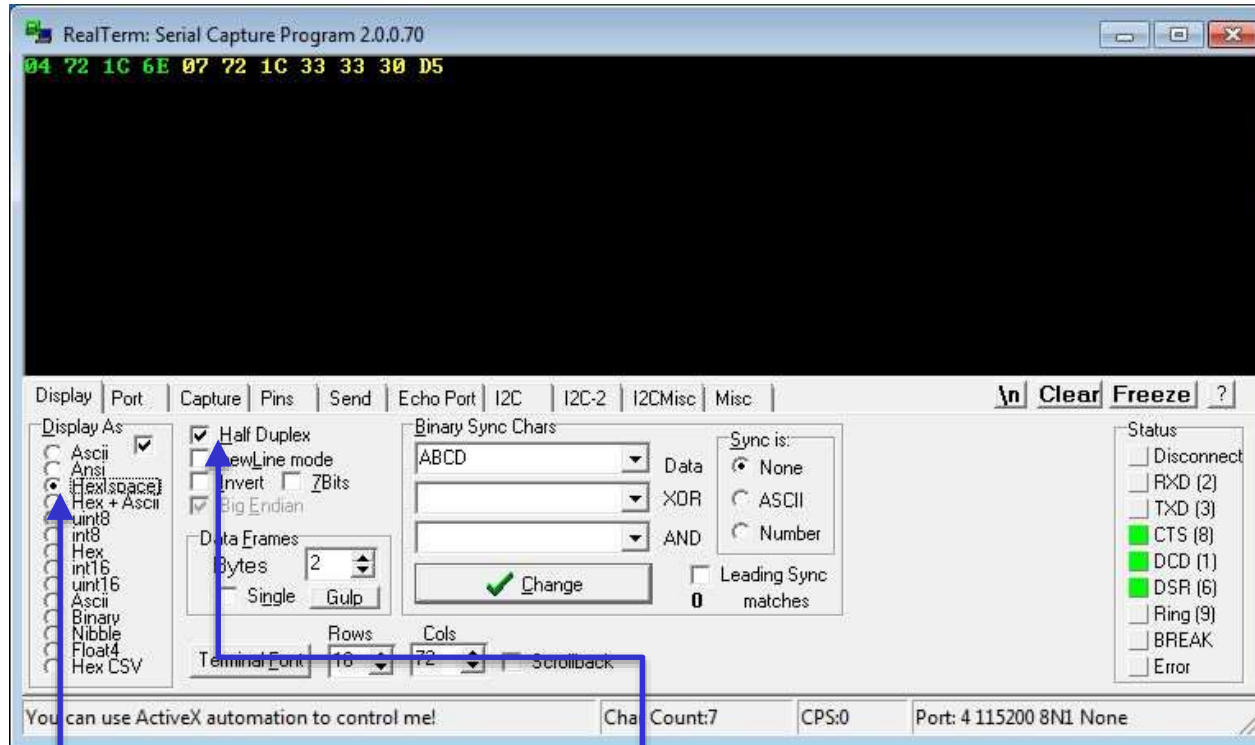 RealTerm: Serial Capture Program 2.0.0.70
04 72 1C 6E 07 72 1C 33 33 30 D5
Display Port Capture Pins Send Echo Port I2C I2C-2 I2CMisc Misc \n Clear Freeze ?
Display As
Ascii
Ansi
Hex[space]
Hex + Ascii
uint8
int8
Hex
int16
uint16
Ascii
Binary
Nibble
Float4
Hex CSV
Half Duplex
newLine mode
Invert 7Bits
Big Endian
Data Frames
Bytes 2
Single Gulp
Rows Cols
Terminal Font 16 72 Scrollback
Binary Sync Chars
ABCD Data
XOR
AND
Change
Sync is:
None
ASCII
Number
Leading Sync
0 matches
Status
Disconnect
RXD (2)
TXD (3)
CTS (8)
DCD (1)
DSR (6)
Ring (9)
BREAK
Error
You can use ActiveX automation to control me! Char Count:7 CPS:0 Port: 4 115200 8N1 None